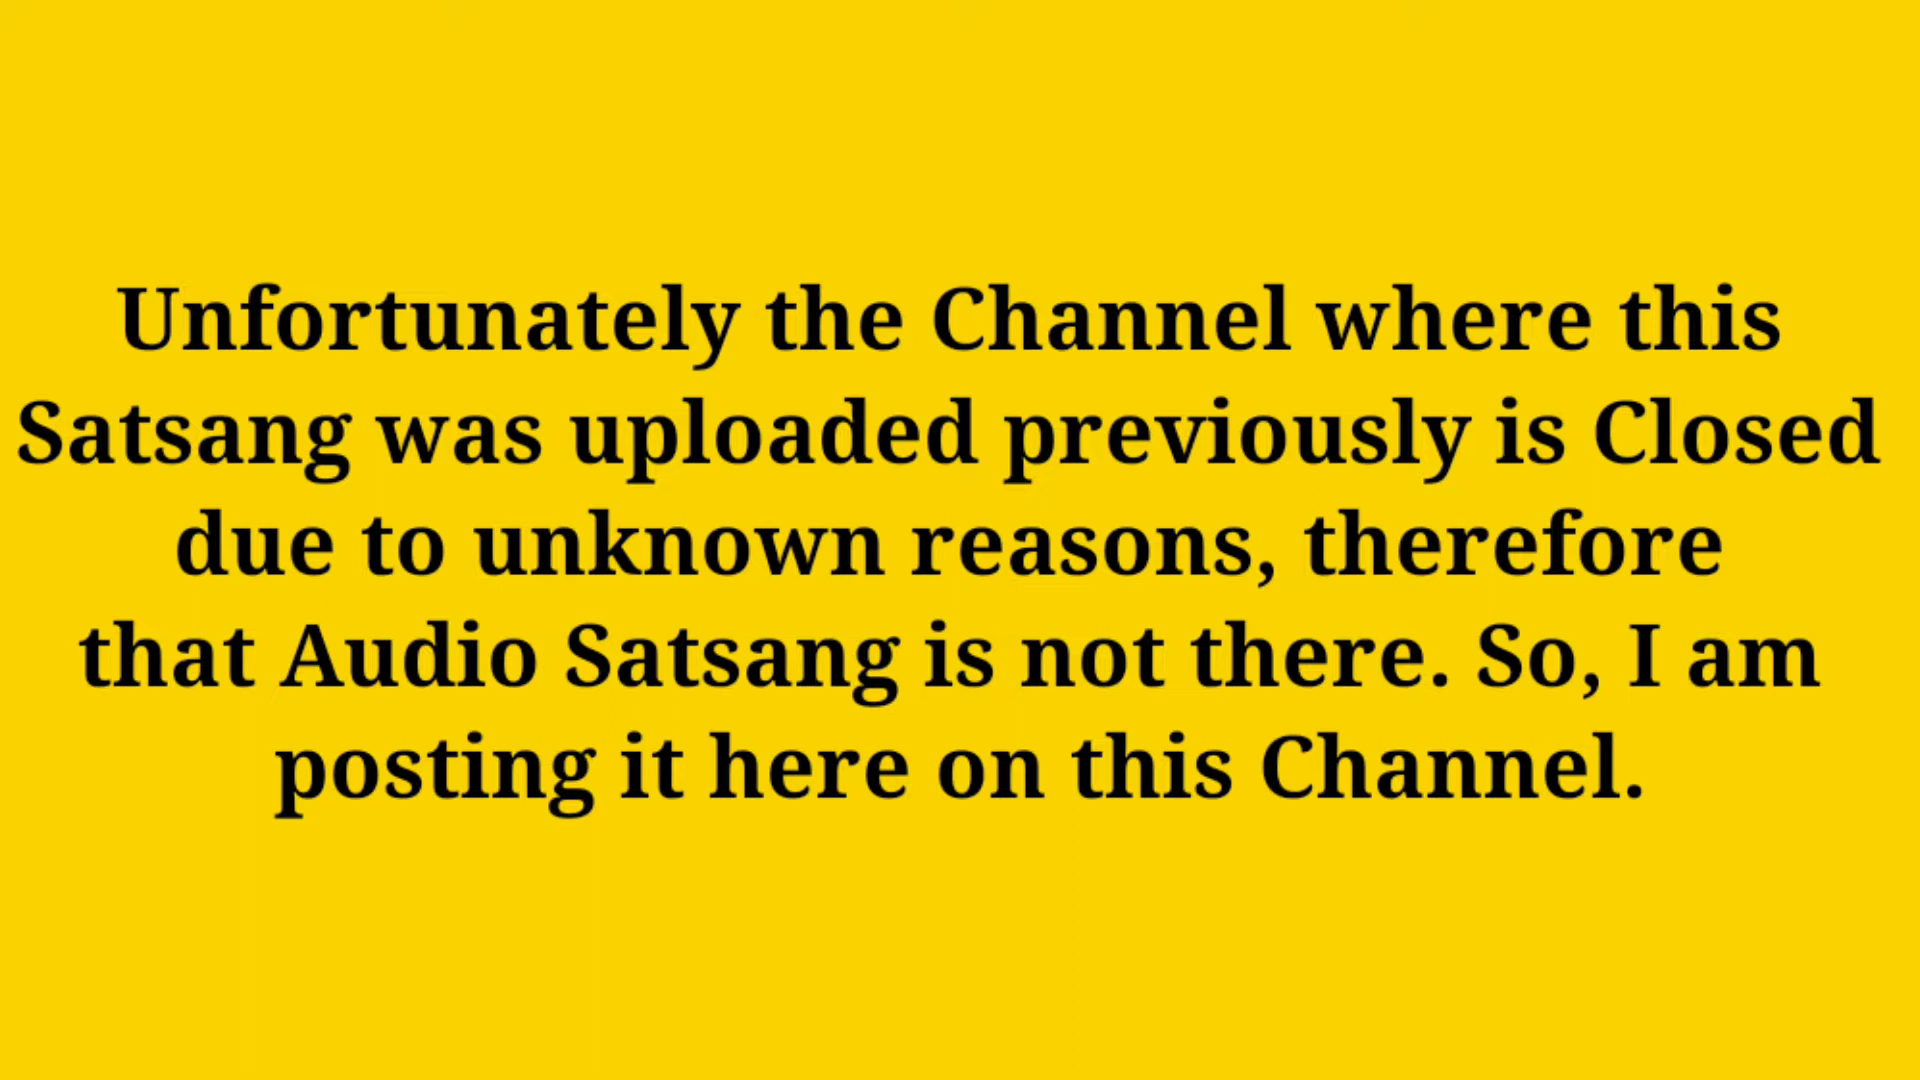 Unfortunately the Channel where this
Satsang was uploaded previously is Closed
due to unknown reasons, therefore
that Audio Satsang is not there. So, I am
posting it here on this Channel.